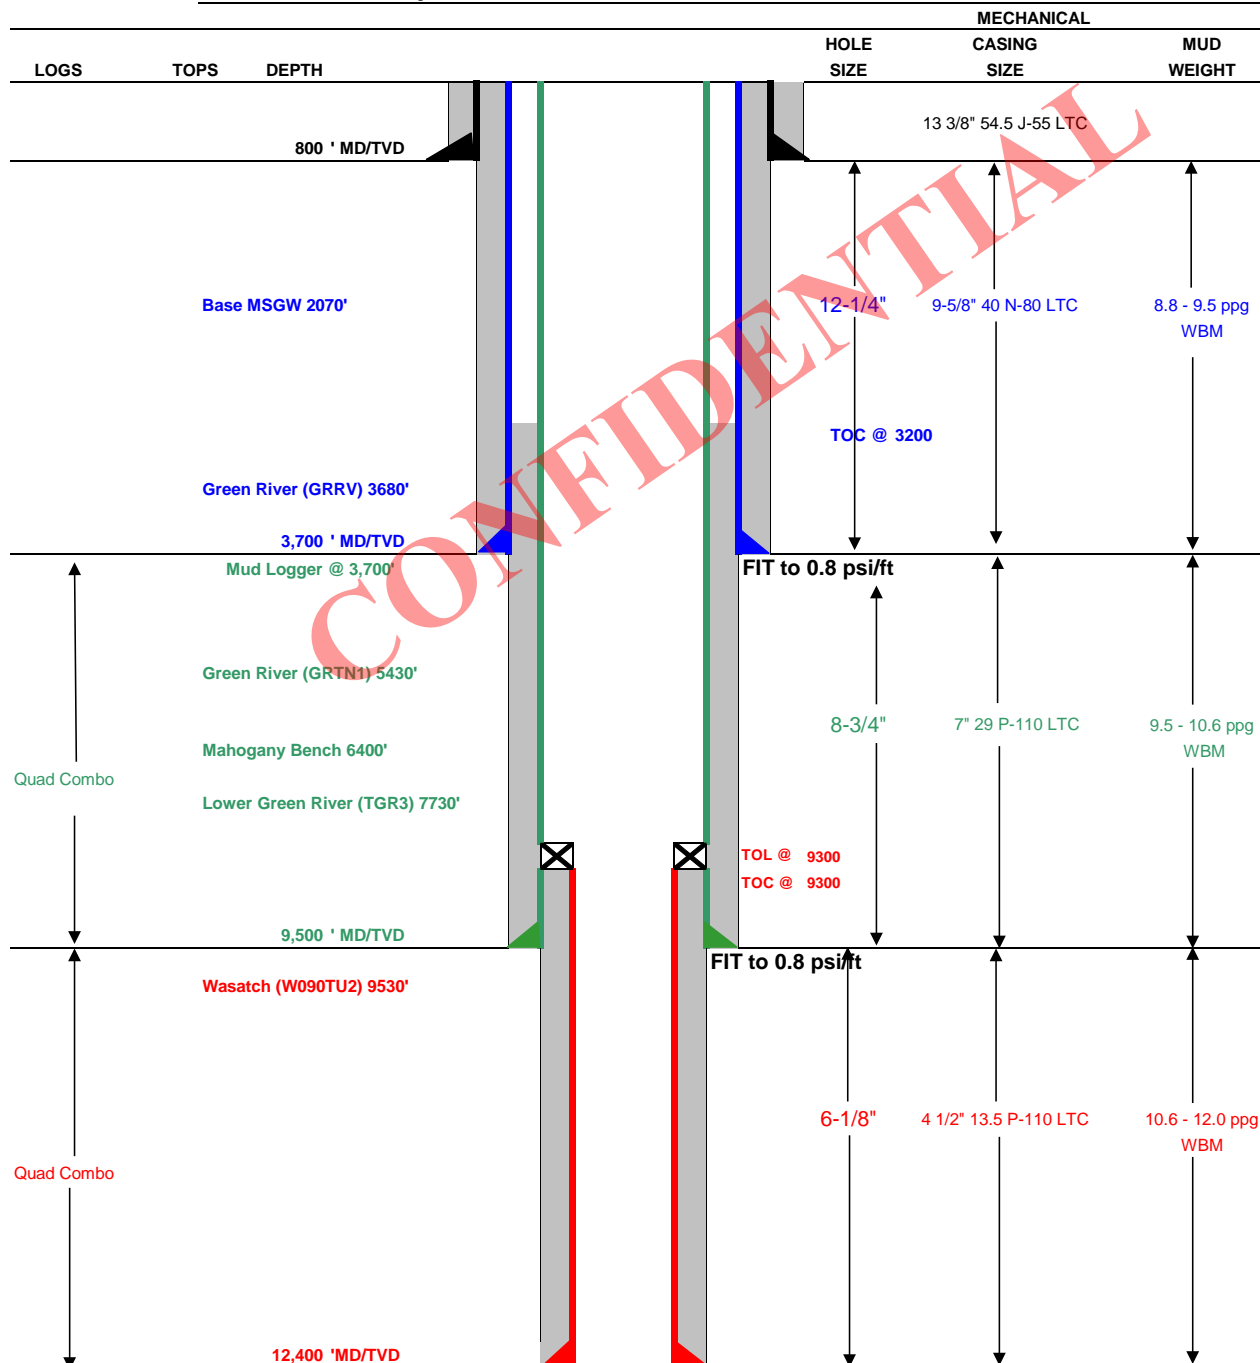 MECHANICAL
HOLE CASING MUD
LOGS TOPS DEPTH SIZE SIZE WEIGHT
13 3/8" 54.5 J-55 LTC
800 ' MD/TVD
Base MSGW 2070' 12-1/4" 9-5/8" 40 N-80 LTC 8.8 - 9.5 ppg
WBM
TOC @ 3200
Green River (GRRV) 3680'
3,700 ' MD/TVD
Mud Logger @ 3,700' FIT to 0.8 psi/ft
CONFIDENTIAL
Green River (GRTN1) 5430'
8-3/4" 7" 29 P-110 LTC 9.5 - 10.6 ppg
Mahogany Bench 6400' WBM
Quad Combo
Lower Green River (TGR3) 7730'
TOL @ 9300
TOC @ 9300
9,500 ' MD/TVD
FIT to 0.8 psi/ft
Wasatch (W090TU2) 9530'
6-1/8" 4 1/2" 13.5 P-110 LTC 10.6 - 12.0 ppg
WBM
Quad Combo
12,400 'MD/TVD